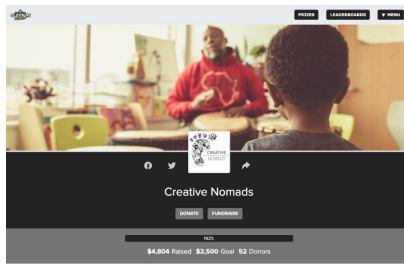 PRIZES LEADERBOARDS ▼ MENU
CREATIVE
NOMADS
Creative Nomads
DONATE FUNDRAISE
192%
$4,804 Raised $2,500 Goal 52 Donors